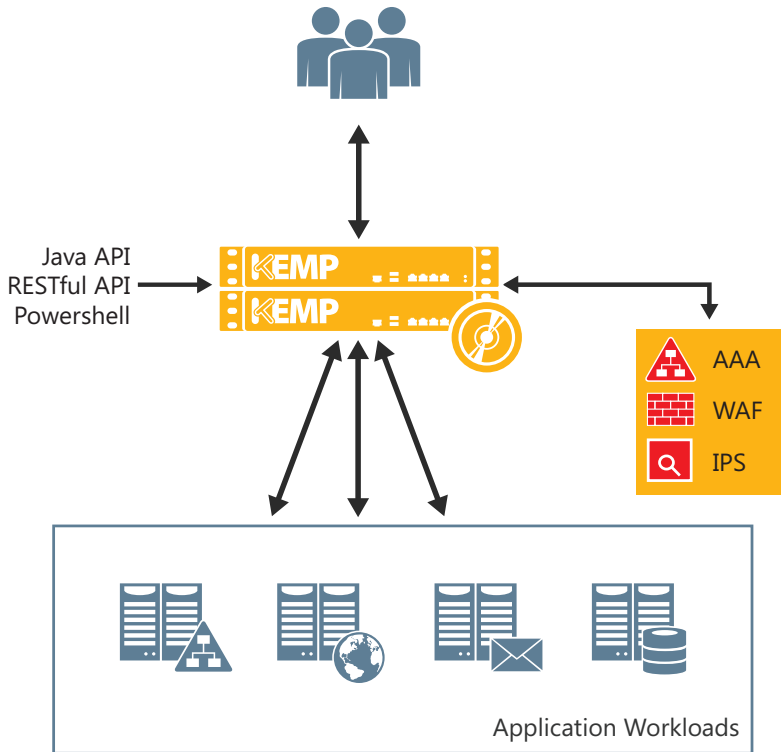 Java API
RESTful API
Powershell
KEMP
KEMP
AAA
WAF
IPS
Application Workloads